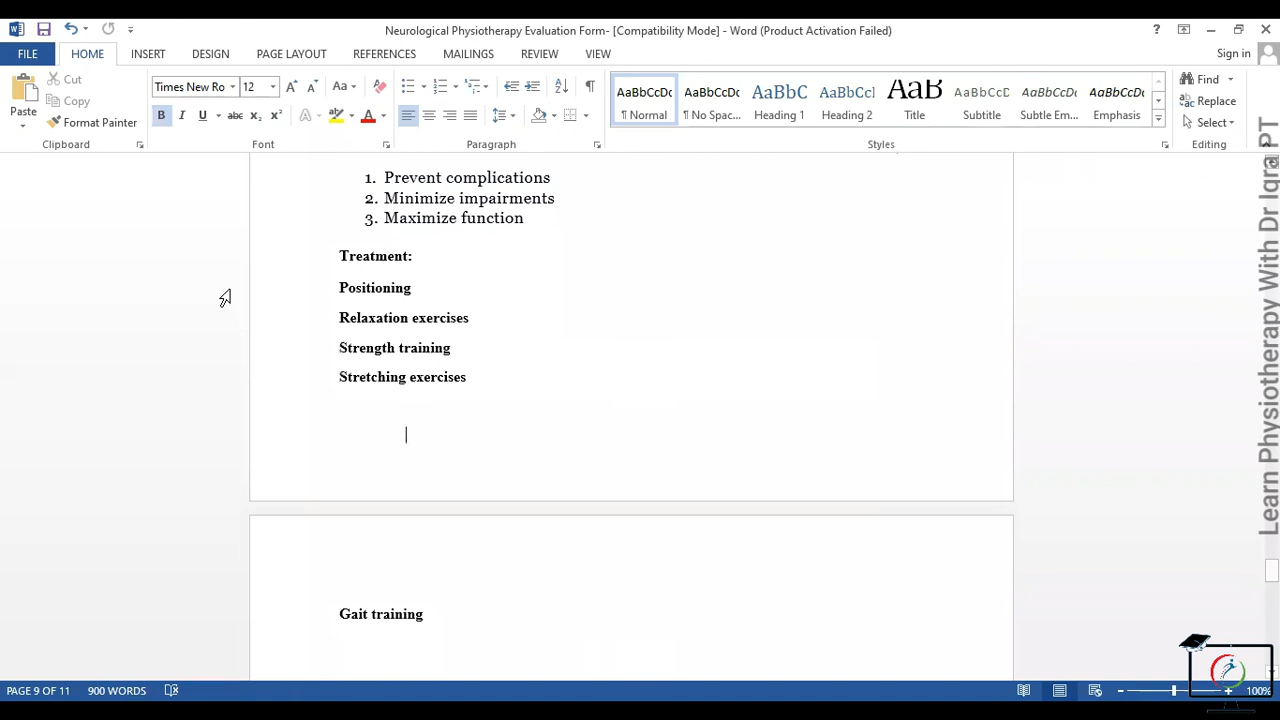 Neurological Physiotherapy Evaluation Form- [Compatibility Mode] - Word (Product Activation Failed)
FILE HOME INSERT DESIGN PAGE LAYOUT REFERENCES MAILINGS REVIEW VIEW Sign in
Cut
Copy
Format Painter
Paste
Times New Ro 12
AaBbCcDc AaBbCcDc AaBbC AaBbCcl AaB AaBbCcD AaBbCcDc AaBbCcDc
¶ Normal ¶ No Spac... Heading 1 Heading 2 Title Subtitle Subtle Em... Emphasis
Find
Replace
Select
Clipboard Font Paragraph Styles Editing
1. Prevent complications
2. Minimize impairments
3. Maximize function
Treatment:
Positioning
Relaxation exercises
Strength training
Stretching exercises
Gait training
Learn Physiotherapy With Dr Iqra PT
PAGE 9 OF 11 900 WORDS 100%